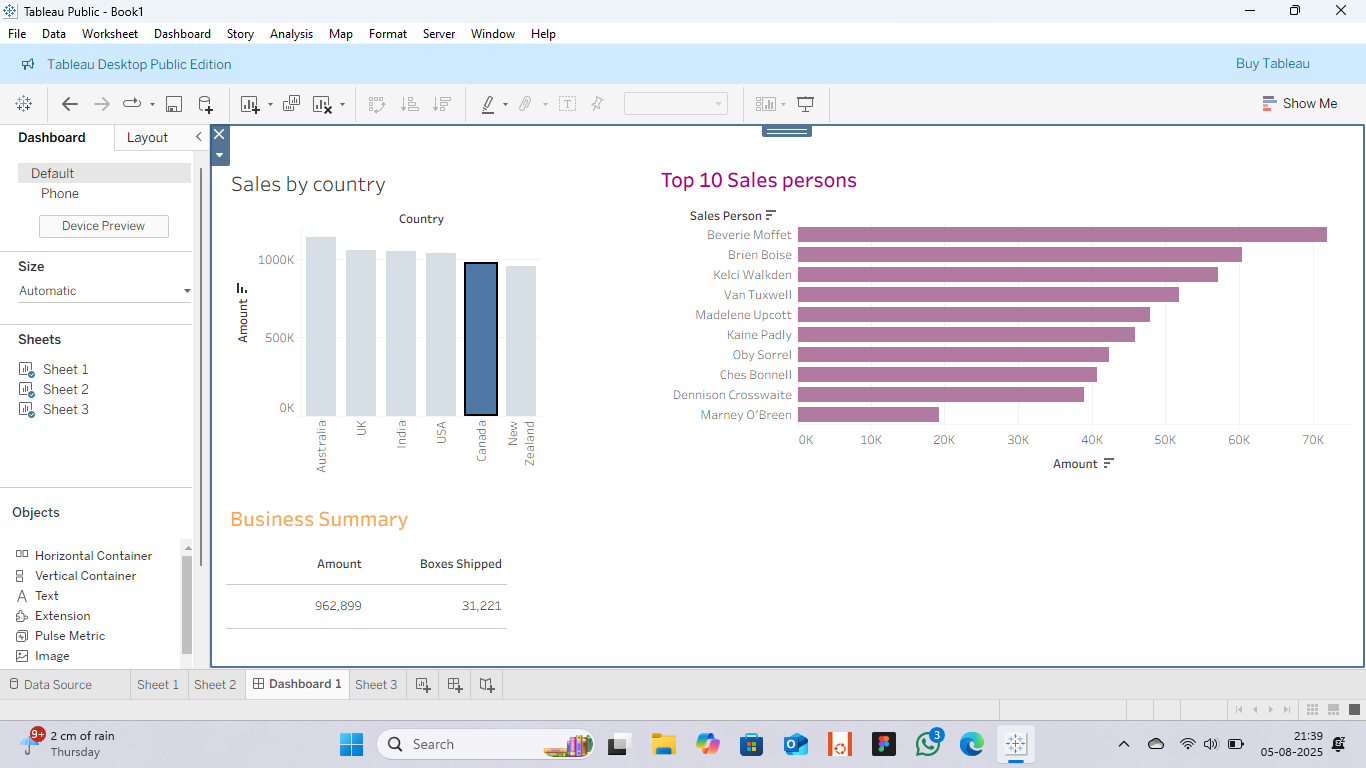 Tableau Public - Book1
File Data Worksheet Dashboard Story Analysis Map Format Server Window Help
Tableau Desktop Public Edition
Buy Tableau
Show Me
Dashboard
Layout
Default
Phone
Device Preview
Size
Automatic
Sheets
Sheet 1
Sheet 2
Sheet 3
Objects
Horizontal Container
Vertical Container
A Text
Extension
Pulse Metric
Image
Sales by country
Country
Amount
1000K
500K
0K
Australia
UK
India
USA
Canada
New
Zealand
Top 10 Sales persons
Sales Person
Beverie Moffet
Brien Boise
Kelci Walkden
Van Tuxwell
Madelene Upcott
Kaine Padly
Oby Sorrel
Ches Bonnell
Dennison Crosswaite
Marney O'Breen
0K 10K 20K 30K 40K 50K 60K 70K
Amount
Business Summary
Amount Boxes Shipped
962,899 31,221
Data Source Sheet 1 Sheet 2 Dashboard 1 Sheet 3
9+
2 cm of rain
Thursday
Search
3
21:39
05-08-2025